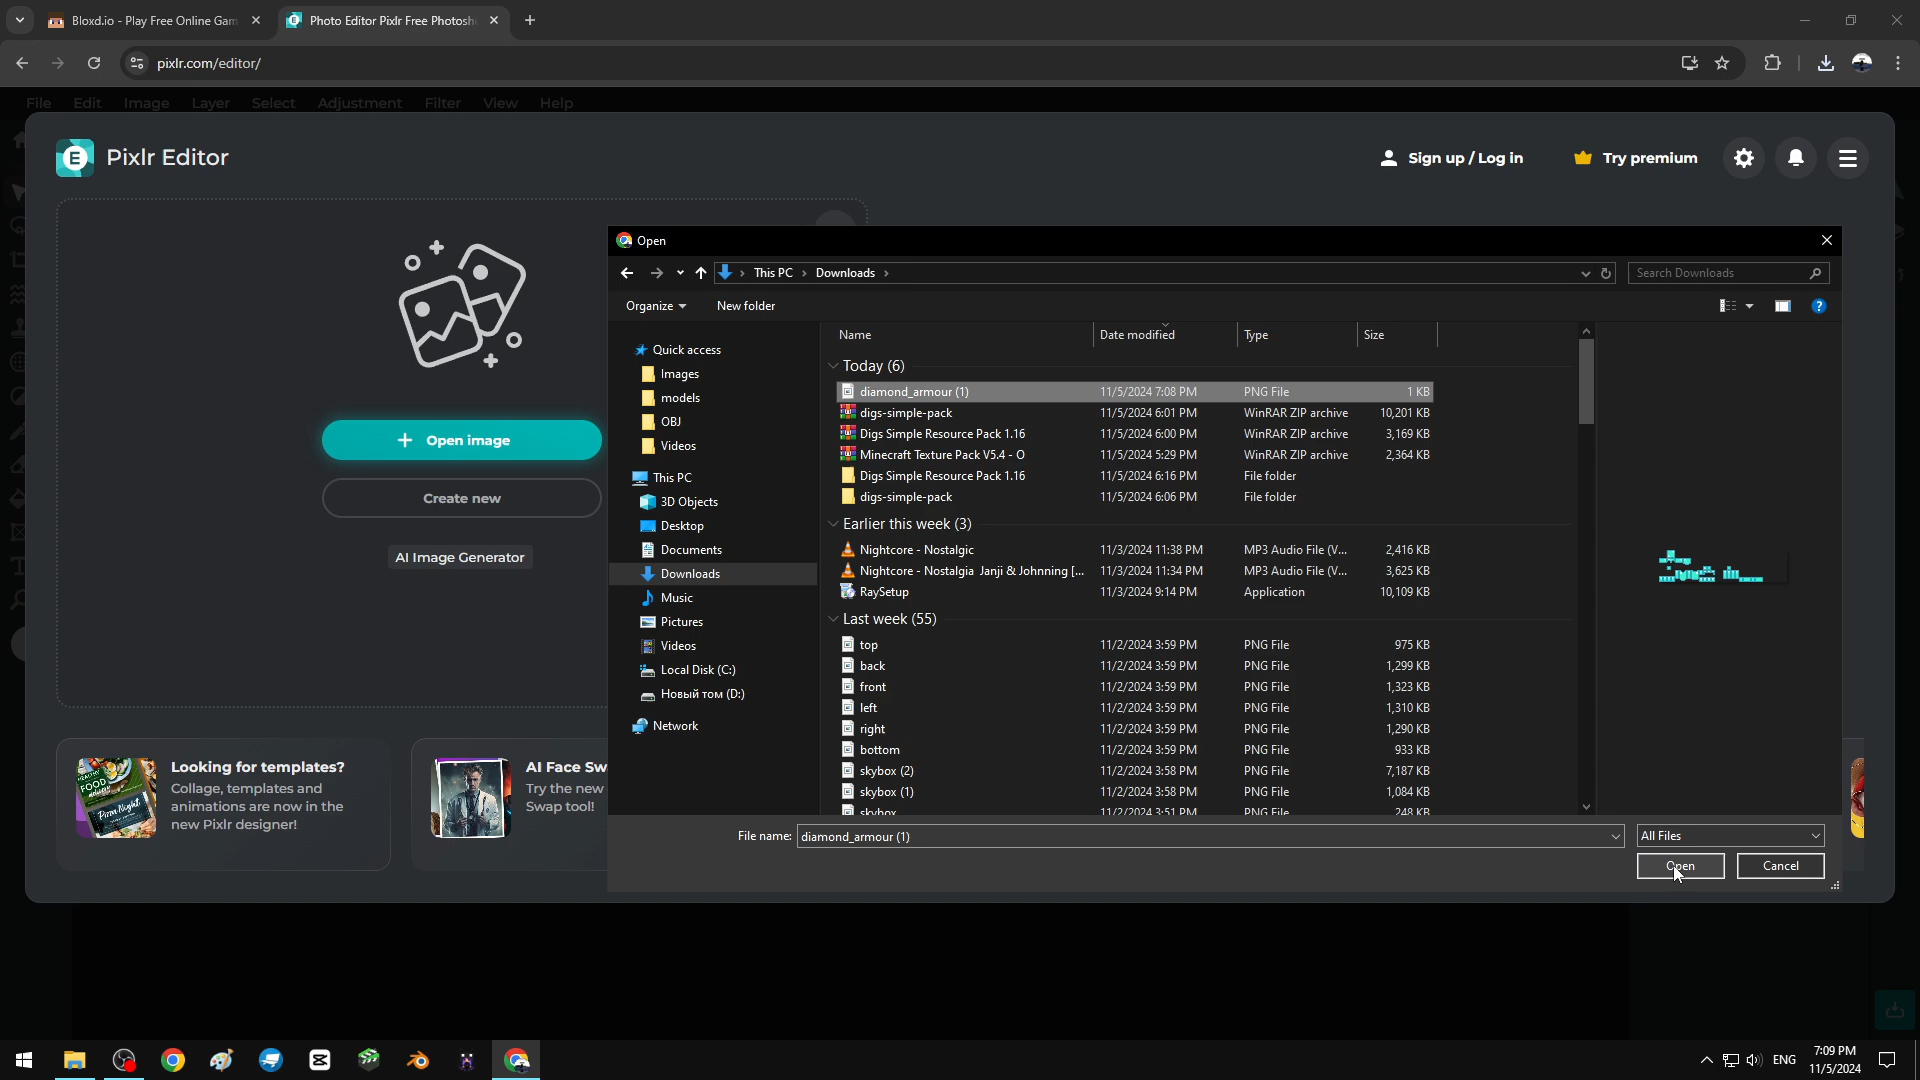 Bloxd.io - Play Free Online Gam
Photo Editor Pixlr Free Photosh
pixlr.com/editor/
File Edit Image Layer Select Adjustment Filter View Help
E Pixlr Editor
Sign up / Log in
Try premium
Open image
Create new
AI Image Generator
HEALTHY
FOOD
Pizza Night
Looking for templates?
Collage, templates and
animations are now in the
new Pixlr designer!
AI Face Sw
Try the new
Swap tool!
Open
This PC > Downloads >
Search Downloads
Organize
New folder
Quick access
Images
models
OBJ
Videos
This PC
3D Objects
Desktop
Documents
Downloads
Music
Pictures
Videos
Local Disk (C:)
Новый том (D:)
Network
Name Date modified Type Size
Today (6)
diamond_armour (1) 11/5/2024 7:08 PM PNG File 1 KB
digs-simple-pack 11/5/2024 6:01 PM WinRAR ZIP archive 10,201 KB
Digs Simple Resource Pack 1.16 11/5/2024 6:00 PM WinRAR ZIP archive 3,169 KB
Minecraft Texture Pack V5.4 - O 11/5/2024 5:29 PM WinRAR ZIP archive 2,364 KB
Digs Simple Resource Pack 1.16 11/5/2024 6:16 PM File folder
digs-simple-pack 11/5/2024 6:06 PM File folder
Earlier this week (3)
Nightcore - Nostalgic 11/3/2024 11:38 PM MP3 Audio File (V... 2,416 KB
Nightcore - Nostalgia Janji & Johnning [... 11/3/2024 11:34 PM MP3 Audio File (V... 3,625 KB
RaySetup 11/3/2024 9:14 PM Application 10,109 KB
Last week (55)
top 11/2/2024 3:59 PM PNG File 975 KB
back 11/2/2024 3:59 PM PNG File 1,299 KB
front 11/2/2024 3:59 PM PNG File 1,323 KB
left 11/2/2024 3:59 PM PNG File 1,310 KB
right 11/2/2024 3:59 PM PNG File 1,290 KB
bottom 11/2/2024 3:59 PM PNG File 933 KB
skybox (2) 11/2/2024 3:58 PM PNG File 7,187 KB
skybox (1) 11/2/2024 3:58 PM PNG File 1,084 KB
skybox 11/2/2024 3:51 PM PNG File 248 KB
File name: diamond_armour (1)
All Files
Open
Cancel
ENG
7:09 PM
11/5/2024